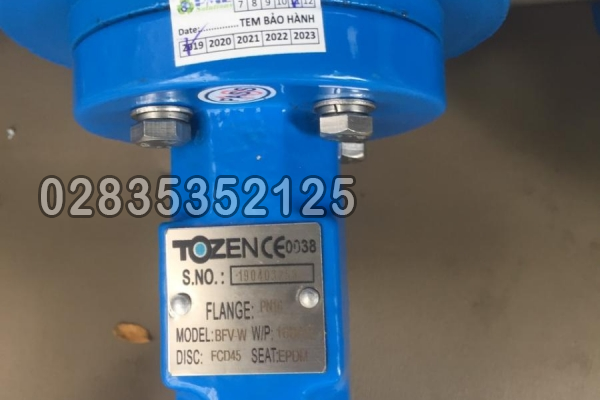 7 8 9 10 11 12
TEM BẢO HÀNH
Date:
2019 2020 2021 2022 2023
PASS
02835352125
TOZEN CE 0038
S.NO.:
FLANGE:
MODEL: BFV-W W/P:
DISC: FCD45 SEAT: EPDM